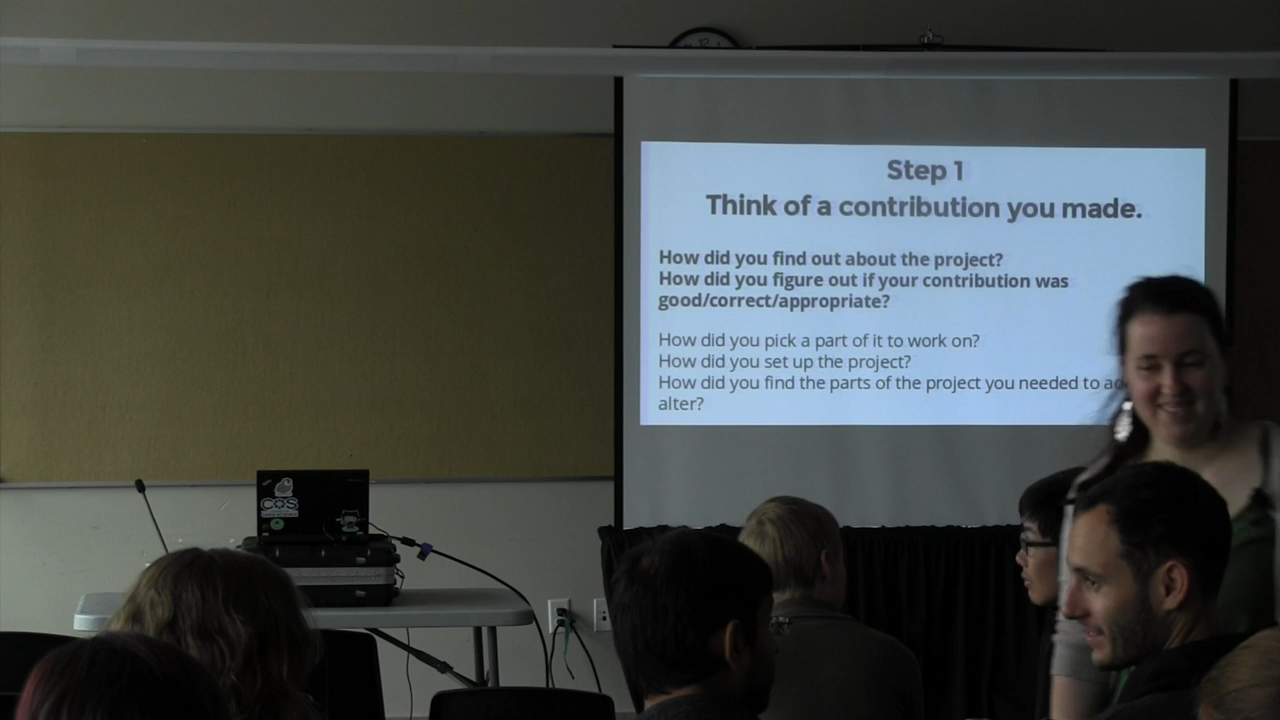 Step 1
Think of a contribution you made.
How did you find out about the project?
How did you figure out if your contribution was
good/correct/appropriate?
How did you pick a part of it to work on?
How did you set up the project?
How did you find the parts of the project you needed to
alter?
COS